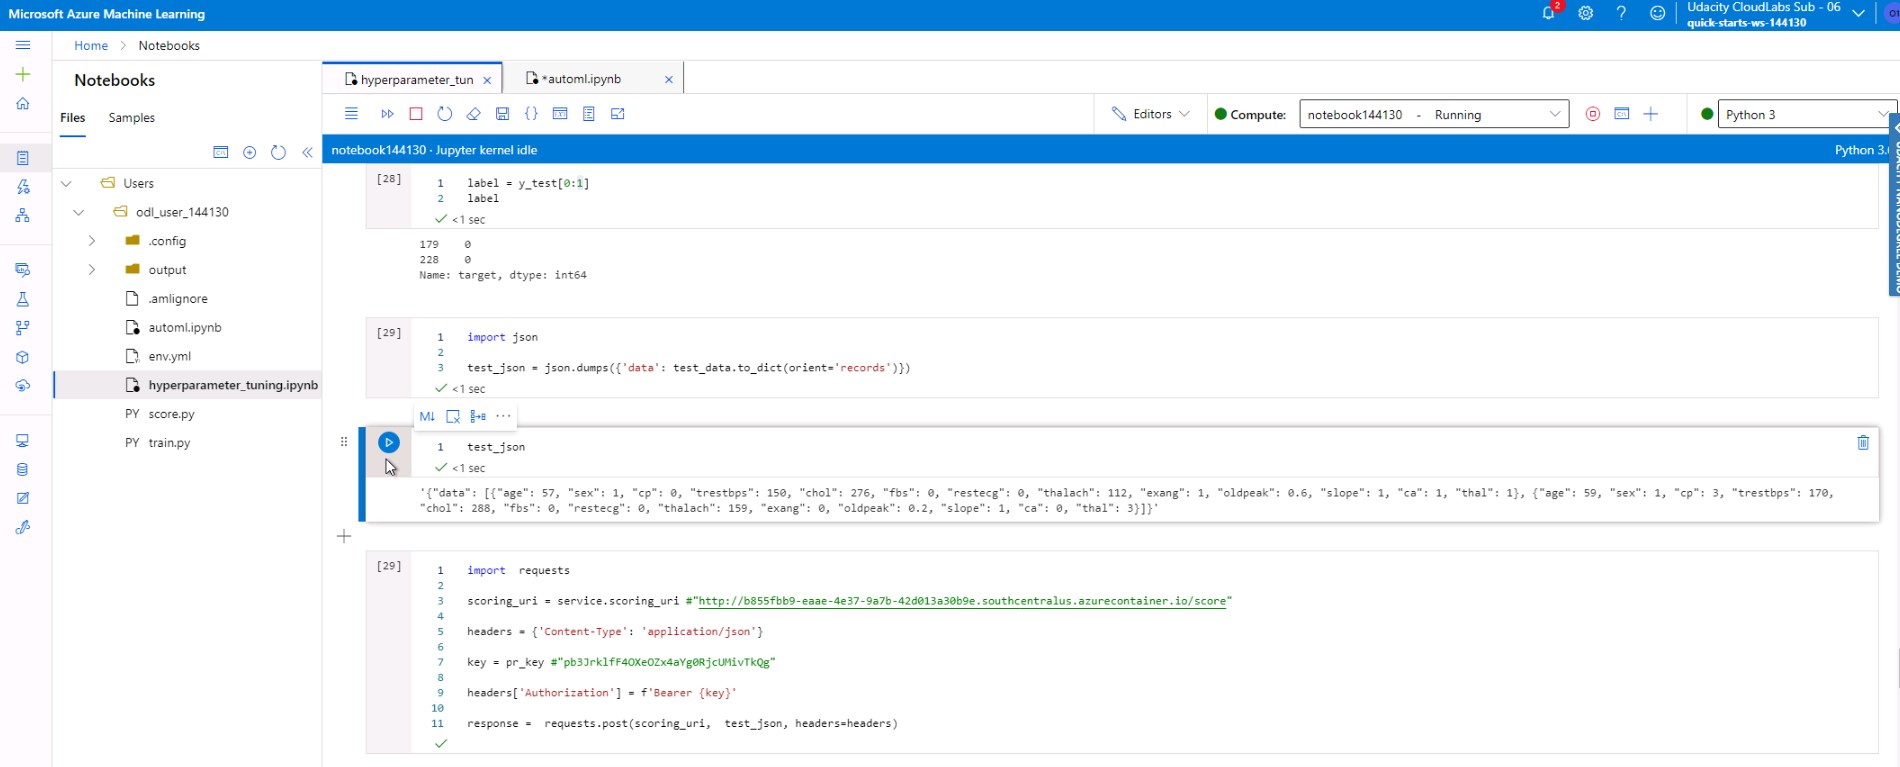 Microsoft Azure Machine Learning
2
Udacity CloudLabs Sub - 06
quick-starts-ws-144130
Home > Notebooks
Notebooks
Files Samples
Users
odl_user_144130
.config
output
.amlignore
automl.ipynb
env.yml
hyperparameter_tuning.ipynb
PY score.py
PY train.py
hyperparameter_tun
*automl.ipynb
Editors
Compute: notebook144130 - Running
Python 3
notebook144130 · Jupyter kernel idle
[28]
1 label = y_test[0:1]
2 label
<1 sec
179 0
228 0
Name: target, dtype: int64
[29]
1 import json
2
3 test_json = json.dumps({'data': test_data.to_dict(orient='records')})
<1 sec
M↓ ...
1 test_json
<1 sec
'{"data": [{"age": 57, "sex": 1, "cp": 0, "trestbps": 150, "chol": 276, "fbs": 0, "restecg": 0, "thalach": 112, "exang": 1, "oldpeak": 0.6, "slope": 1, "ca": 1, "thal": 1}, {"age": 59, "sex": 1, "cp": 3, "trestbps": 170,
"chol": 288, "fbs": 0, "restecg": 0, "thalach": 159, "exang": 0, "oldpeak": 0.2, "slope": 1, "ca": 0, "thal": 3}]}'
[29]
1 import requests
2
3 scoring_uri = service.scoring_uri #"http://b855fbb9-eaae-4e37-9a7b-42d013a30b9e.southcentralus.azurecontainer.io/score"
4
5 headers = {'Content-Type': 'application/json'}
6
7 key = pr_key #"pb3JrklfF4OXeOZx4aYg0RjcUMivTkQg"
8
9 headers['Authorization'] = f'Bearer {key}'
10
11 response = requests.post(scoring_uri, test_json, headers=headers)